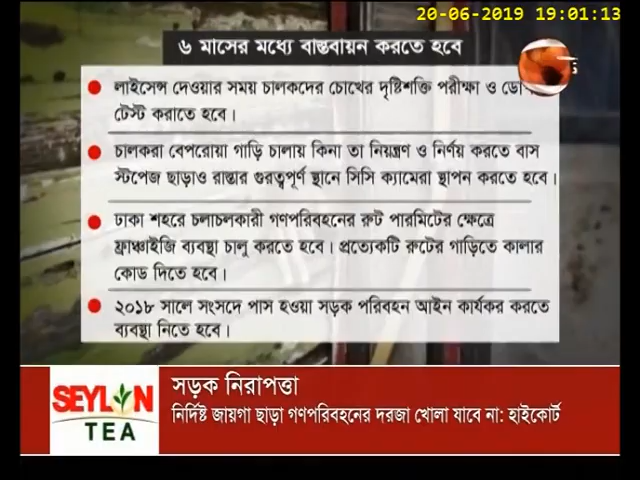 20-06-2019 19:01:13
৬ মাসের মধ্যে বাস্তবায়ন করতে হবে
লাইসেন্স দেওয়ার সময় চালকদের চোখের দৃষ্টিশক্তি পরীক্ষা ও
টেস্ট করাতে হবে।
চালকরা বেপরোয়া গাড়ি চালায় কিনা তা নিয়ন্ত্রণ ও নির্ণয় করতে বাস
স্টপেজ ছাড়াও রাস্তার গুরত্বপূর্ণ স্থানে সিসি ক্যামেরা স্থাপন করতে হবে।
ঢাকা শহরে চলাচলকারী গণপরিবহনের রুট পারমিটের ক্ষেত্রে
ফ্রাঞ্চাইজি ব্যবস্থা চালু করতে হবে। প্রত্যেকটি রুটের গাড়িতে কালার
কোড দিতে হবে।
২০১৮ সালে সংসদে পাস হওয়া সড়ক পরিবহন আইন কার্যকর করতে
ব্যবস্থা নিতে হবে।
SEYLON
TEA
সড়ক নিরাপত্তা
নির্দিষ্ট জায়গা ছাড়া গণপরিবহনের দরজা খোলা যাবে না: হাইকোর্ট